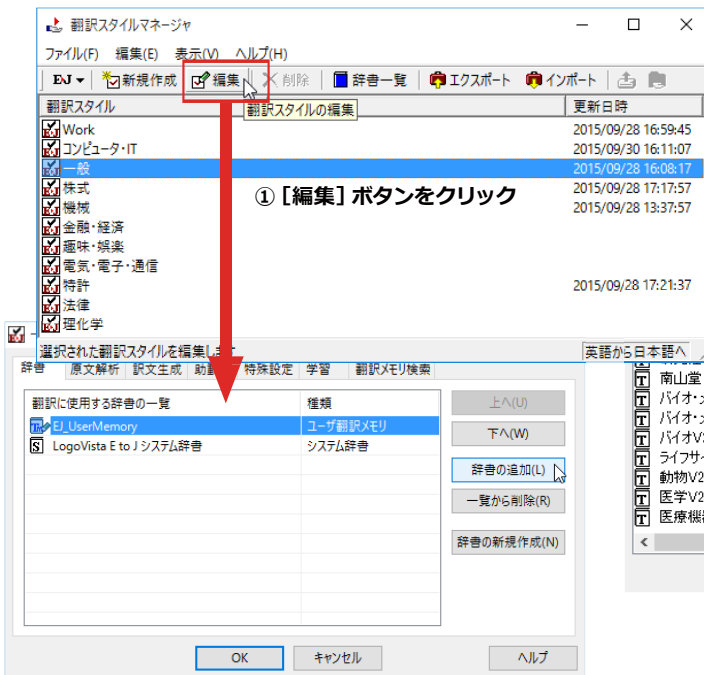 翻訳スタイルマネージャ
ファイル(F) 編集(E) 表示(V) ヘルプ(H)
EJ 新規作成 編集 削除 辞書一覧 エクスポート インポート
翻訳スタイルの編集
翻訳スタイル 更新日時
Work 2015/09/28 16:59:45
コンピュータ・IT 2015/09/30 16:11:07
一般 2015/09/28 16:08:17
株式 2015/09/28 17:17:57
機械 2015/09/28 13:37:57
金融・経済
趣味・娯楽
電気・電子・通信
特許 2015/09/28 17:21:37
法律
理化学
① [編集] ボタンをクリック
選択された翻訳スタイルを編集します 英語から日本語へ
辞書 原文解析 訳文生成 特殊設定 学習 翻訳メモリ検索
翻訳に使用する辞書の一覧 種類
EJ_UserMemory ユーザ翻訳メモリ
LogoVista E to J システム辞書 システム辞書
上へ(U)
下へ(W)
辞書の追加(L)
一覧から削除(R)
辞書の新規作成(N)
OK キャンセル ヘルプ
南山堂
バイオ・
バイオ・
バイオV
ライフサ
動物V2
医学V2
医療機